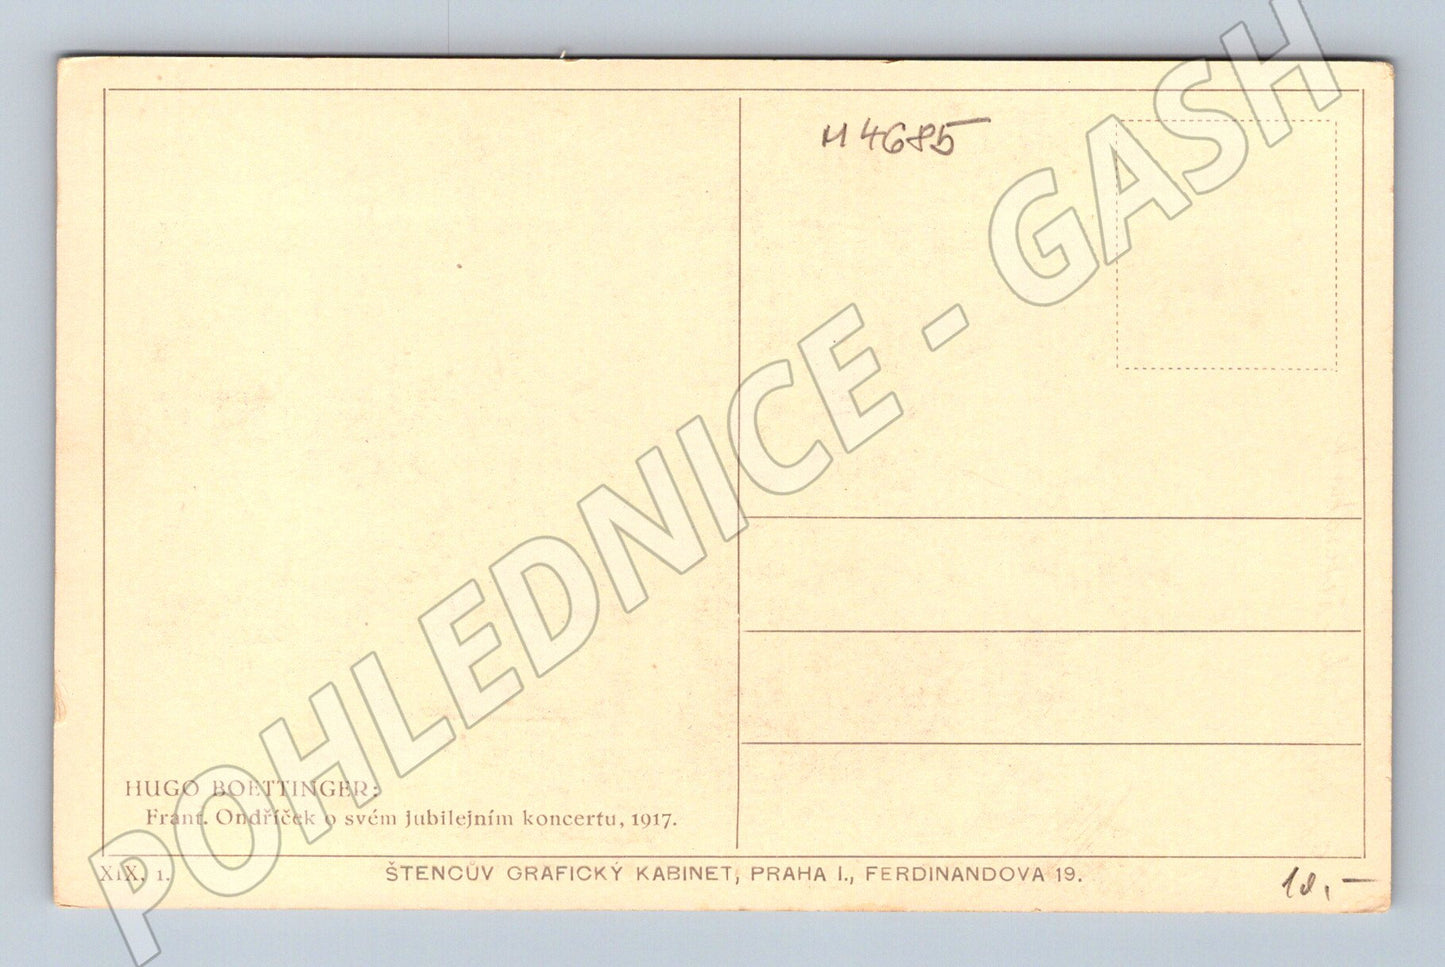 M 4685
HUGO BOETTINGER:
Frant. Ondříček o svém jubilejním koncertu, 1917.
XIX, 1.
ŠTENCŮV GRAFICKÝ KABINET, PRAHA I., FERDINANDOVA 19.
10,-
POHLEDNICE - GASH